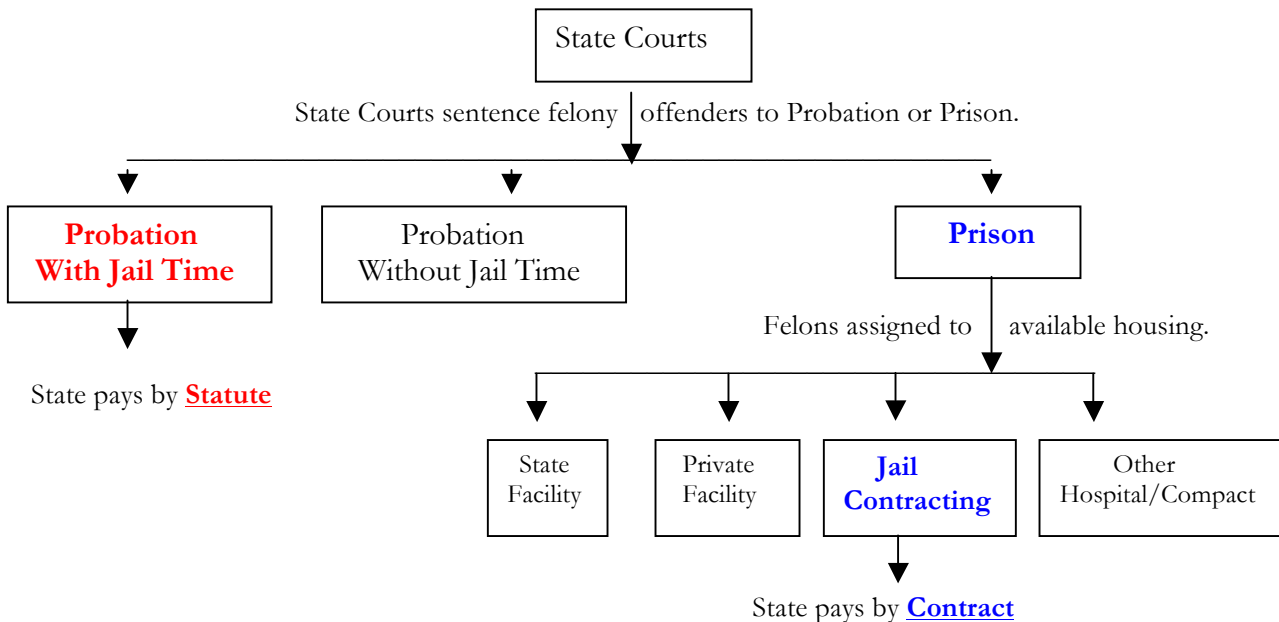 State Courts
State Courts sentence felony offenders to Probation or Prison.
Probation
With Jail Time
Probation
Without Jail Time
Prison
Felons assigned to available housing.
State pays by Statute
State
Facility
Private
Facility
Jail
Contracting
Other
Hospital/Compact
State pays by Contract